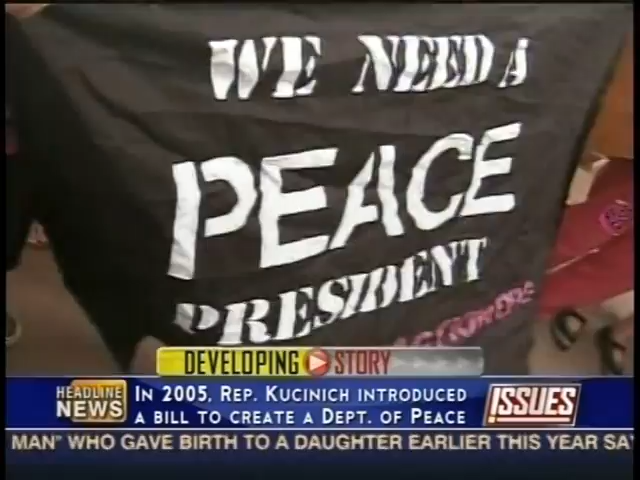 WE NEED A
PEACE
PRESIDENT
DEVELOPING STORY
HEADLINE
NEWS
IN 2005, REP. KUCINICH INTRODUCED
A BILL TO CREATE A DEPT. OF PEACE
ISSUES
MAN" WHO GAVE BIRTH TO A DAUGHTER EARLIER THIS YEAR SA